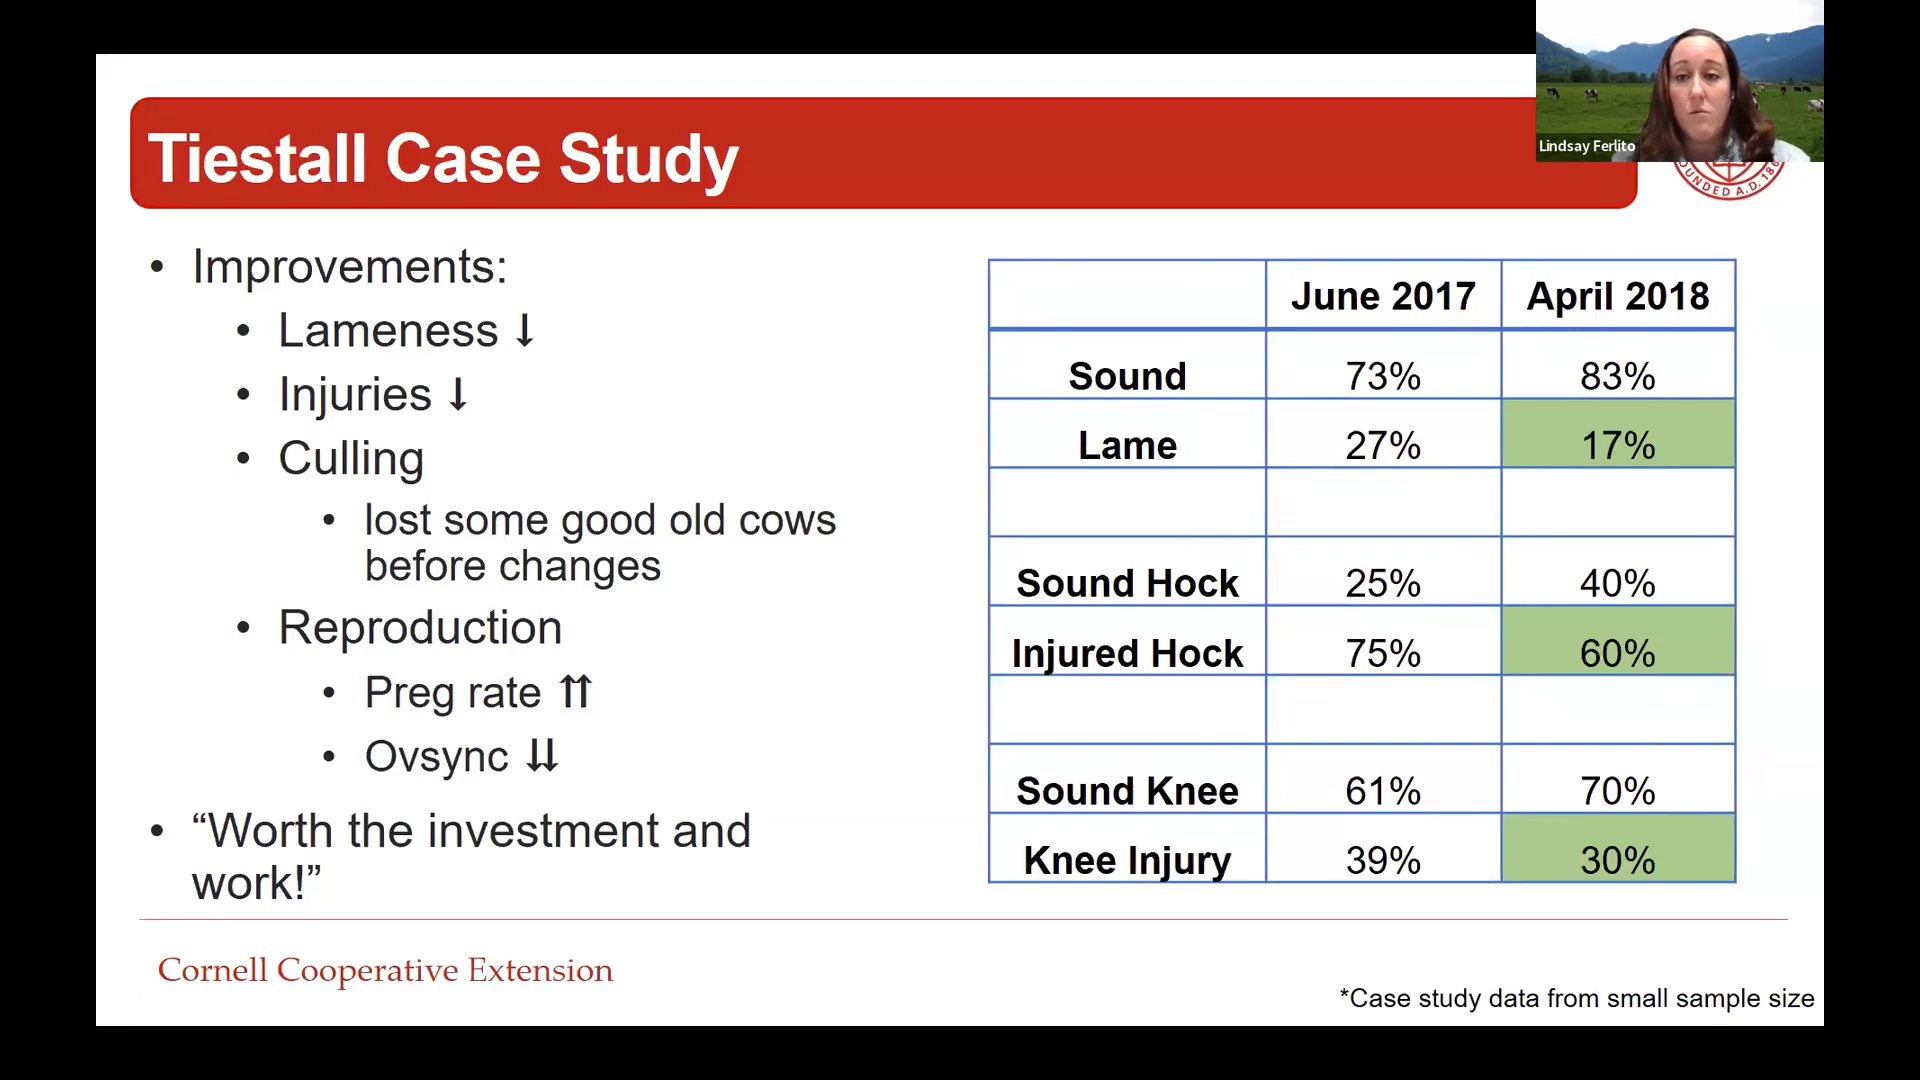 Lindsay Ferlito
Tiestall Case Study
FOUNDED A.D. 186
• Improvements:
• Lameness ↓
• Injuries ↓
• Culling
• lost some good old cows
before changes
• Reproduction
• Preg rate ⇈
• Ovsync ⇊
• “Worth the investment and
work!”
June 2017 April 2018
Sound 73% 83%
Lame 27% 17%
Sound Hock 25% 40%
Injured Hock 75% 60%
Sound Knee 61% 70%
Knee Injury 39% 30%
Cornell Cooperative Extension
*Case study data from small sample size